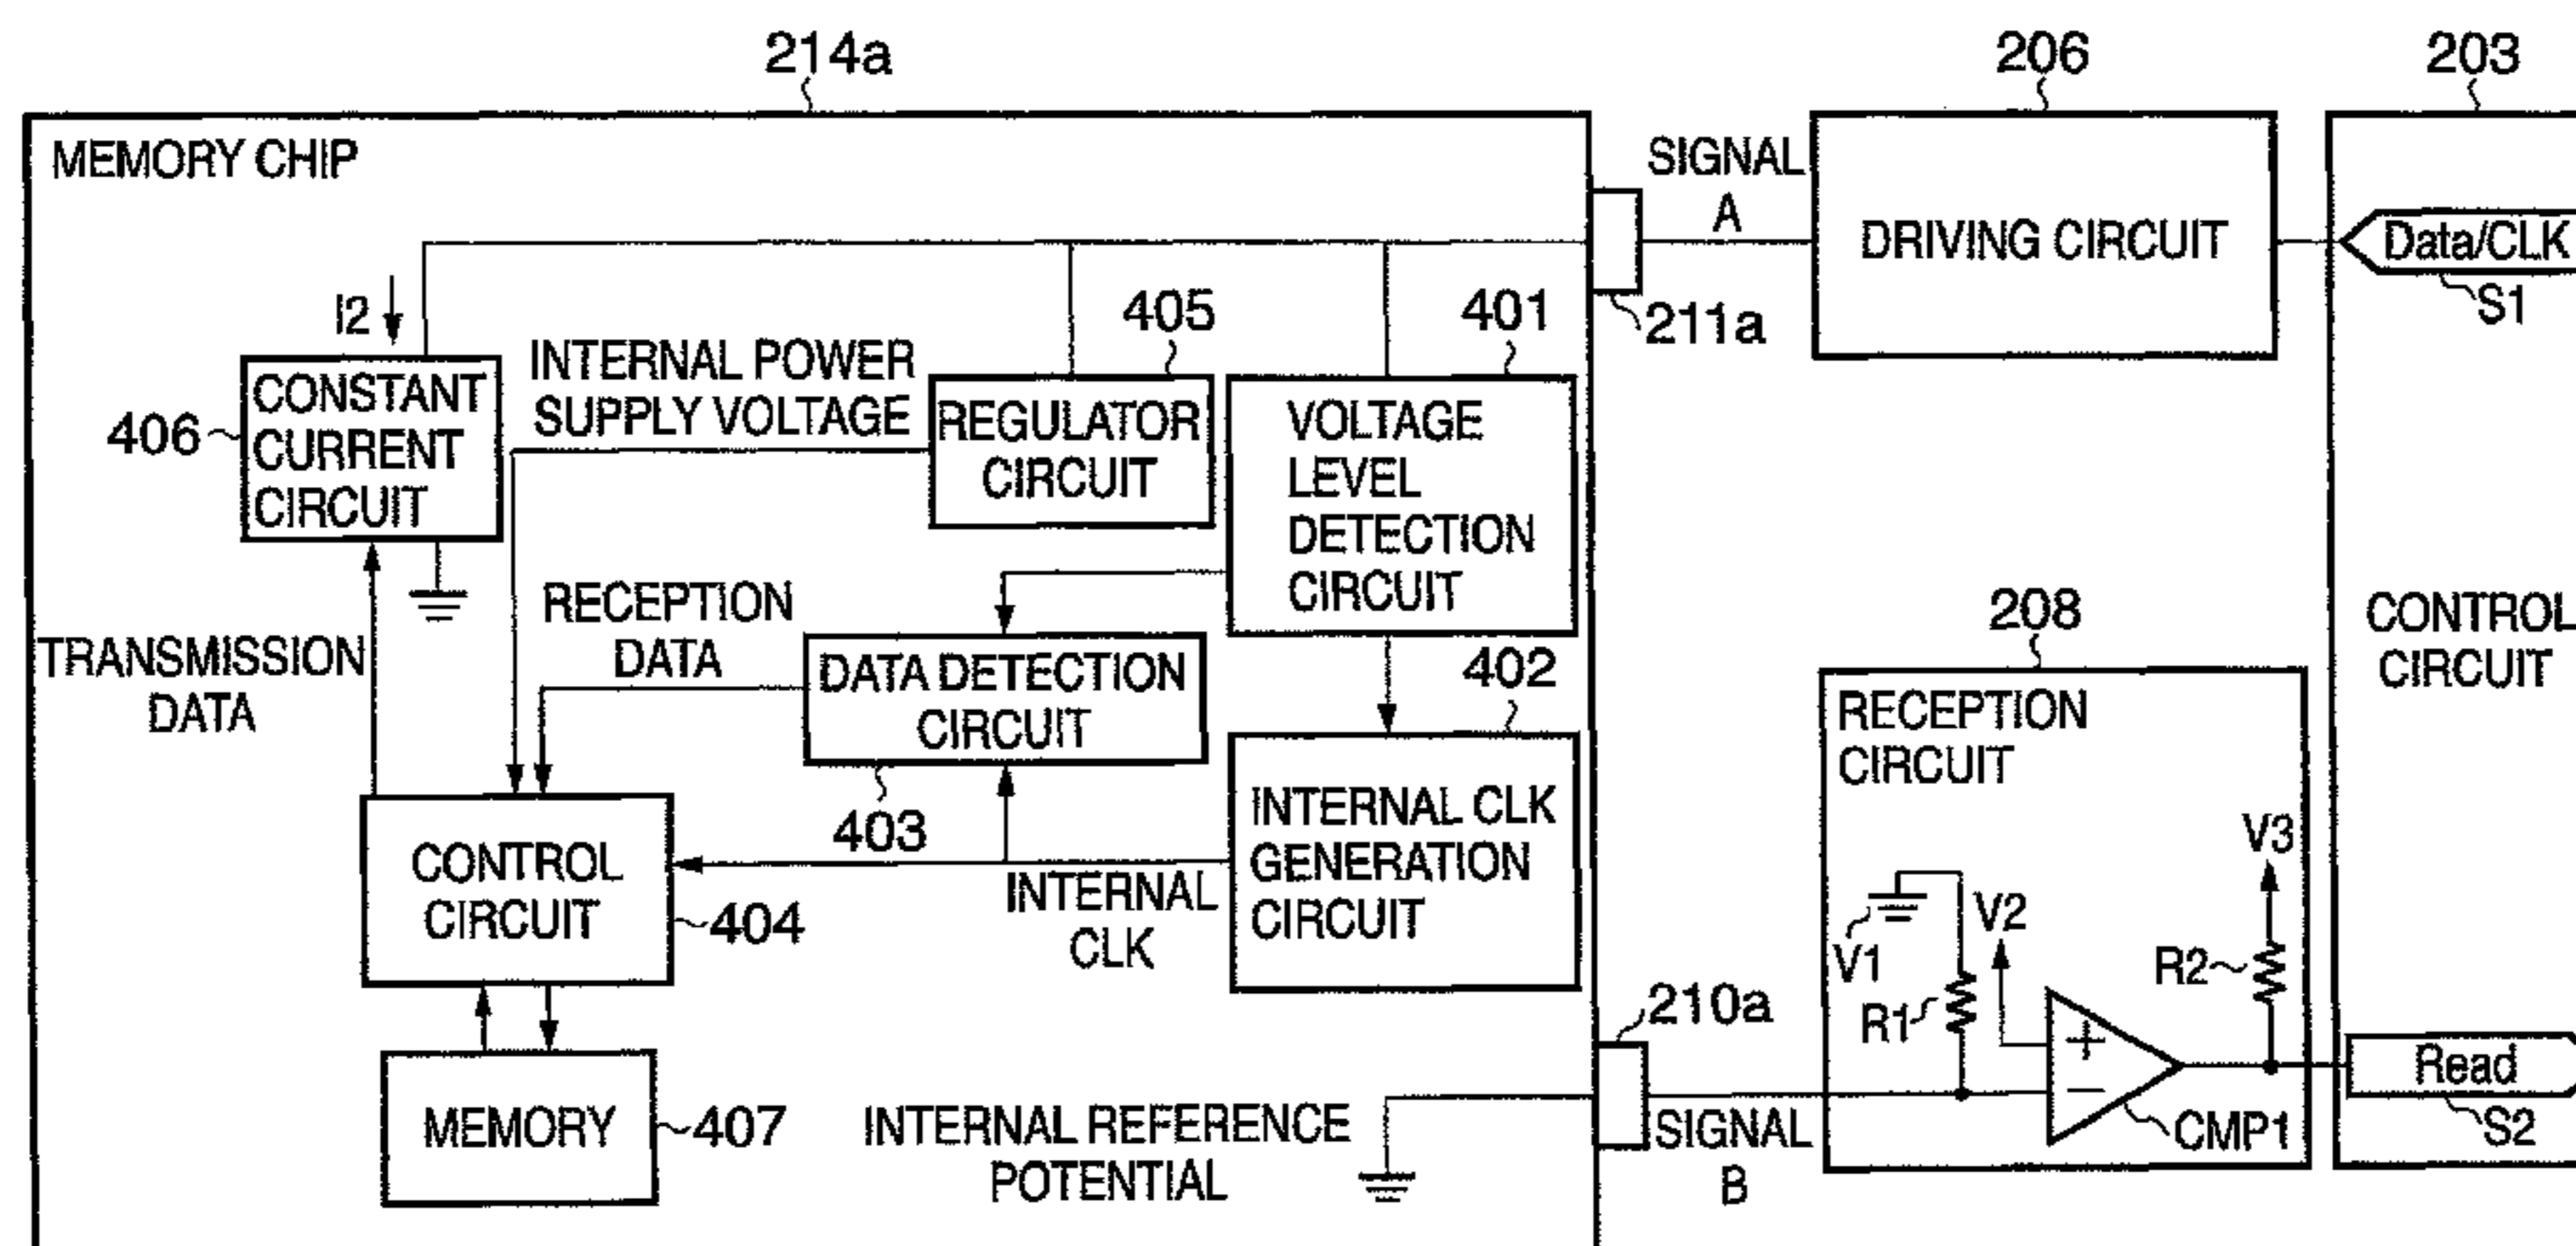 214a
206
203
MEMORY CHIP
SIGNAL
A
DRIVING CIRCUIT
Data/CLK
S1
211a
I2
405
401
INTERNAL POWER
SUPPLY VOLTAGE
406
CONSTANT
CURRENT
CIRCUIT
REGULATOR
CIRCUIT
VOLTAGE
LEVEL
DETECTION
CIRCUIT
RECEPTION
DATA
TRANSMISSION
DATA
DATA DETECTION
CIRCUIT
403
402
208
CONTROL
CIRCUIT
RECEPTION
CIRCUIT
INTERNAL CLK
GENERATION
CIRCUIT
CONTROL
CIRCUIT
404
INTERNAL
CLK
V3
V2
V1
R1
R2
210a
MEMORY
407
INTERNAL REFERENCE
POTENTIAL
SIGNAL
B
+
−
CMP1
Read
S2